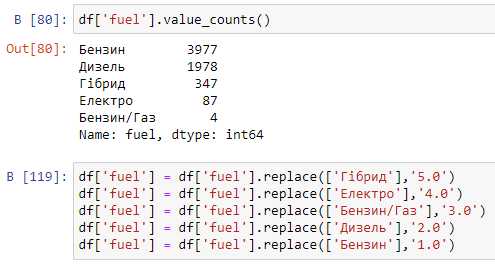 В [80]: df['fuel'].value_counts()
Out[80]: Бензин 3977
Дизель 1978
Гібрид 347
Електро 87
Бензин/Газ 4
Name: fuel, dtype: int64
В [119]: df['fuel'] = df['fuel'].replace(['Гібрид'],'5.0')
df['fuel'] = df['fuel'].replace(['Електро'],'4.0')
df['fuel'] = df['fuel'].replace(['Бензин/Газ'],'3.0')
df['fuel'] = df['fuel'].replace(['Дизель'],'2.0')
df['fuel'] = df['fuel'].replace(['Бензин'],'1.0')